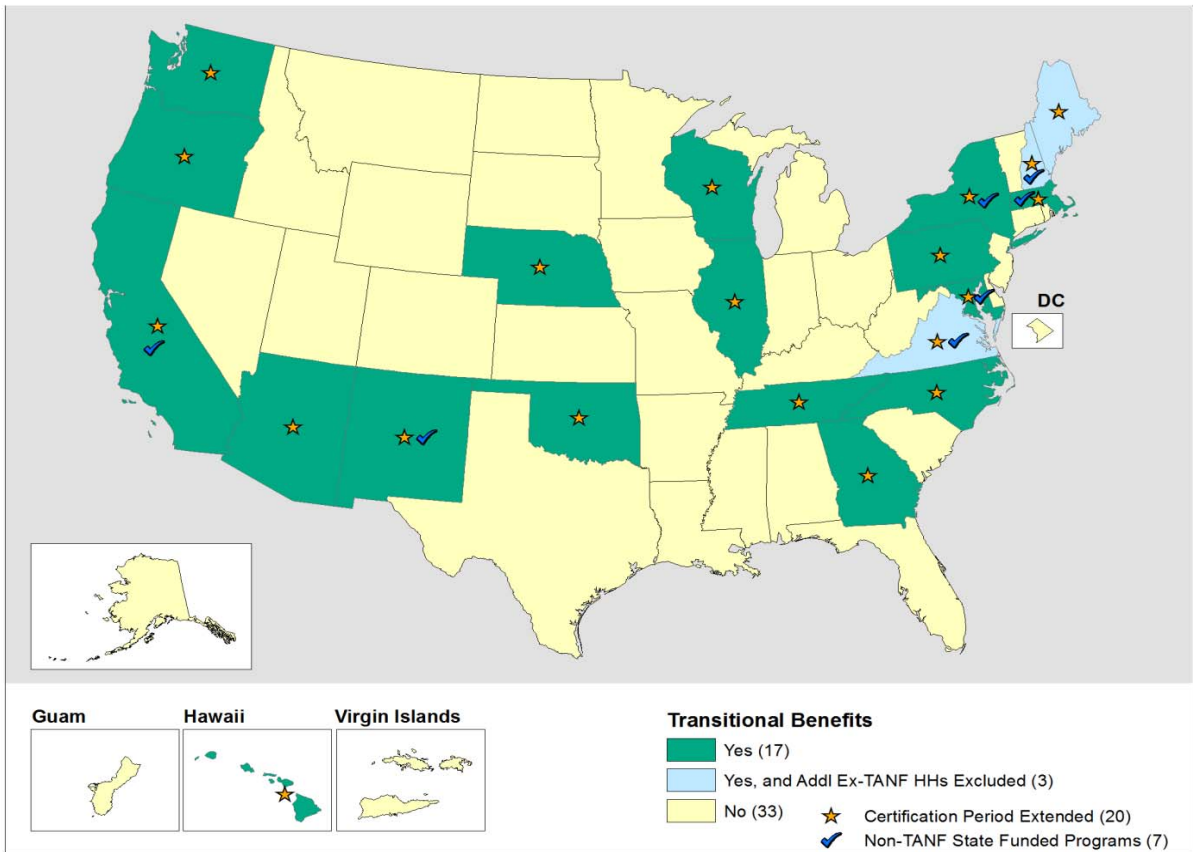 DC
Guam
Hawaii
Virgin Islands
Transitional Benefits
Yes (17)
Yes, and Addl Ex-TANF HHs Excluded (3)
No (33)
Certification Period Extended (20)
Non-TANF State Funded Programs (7)